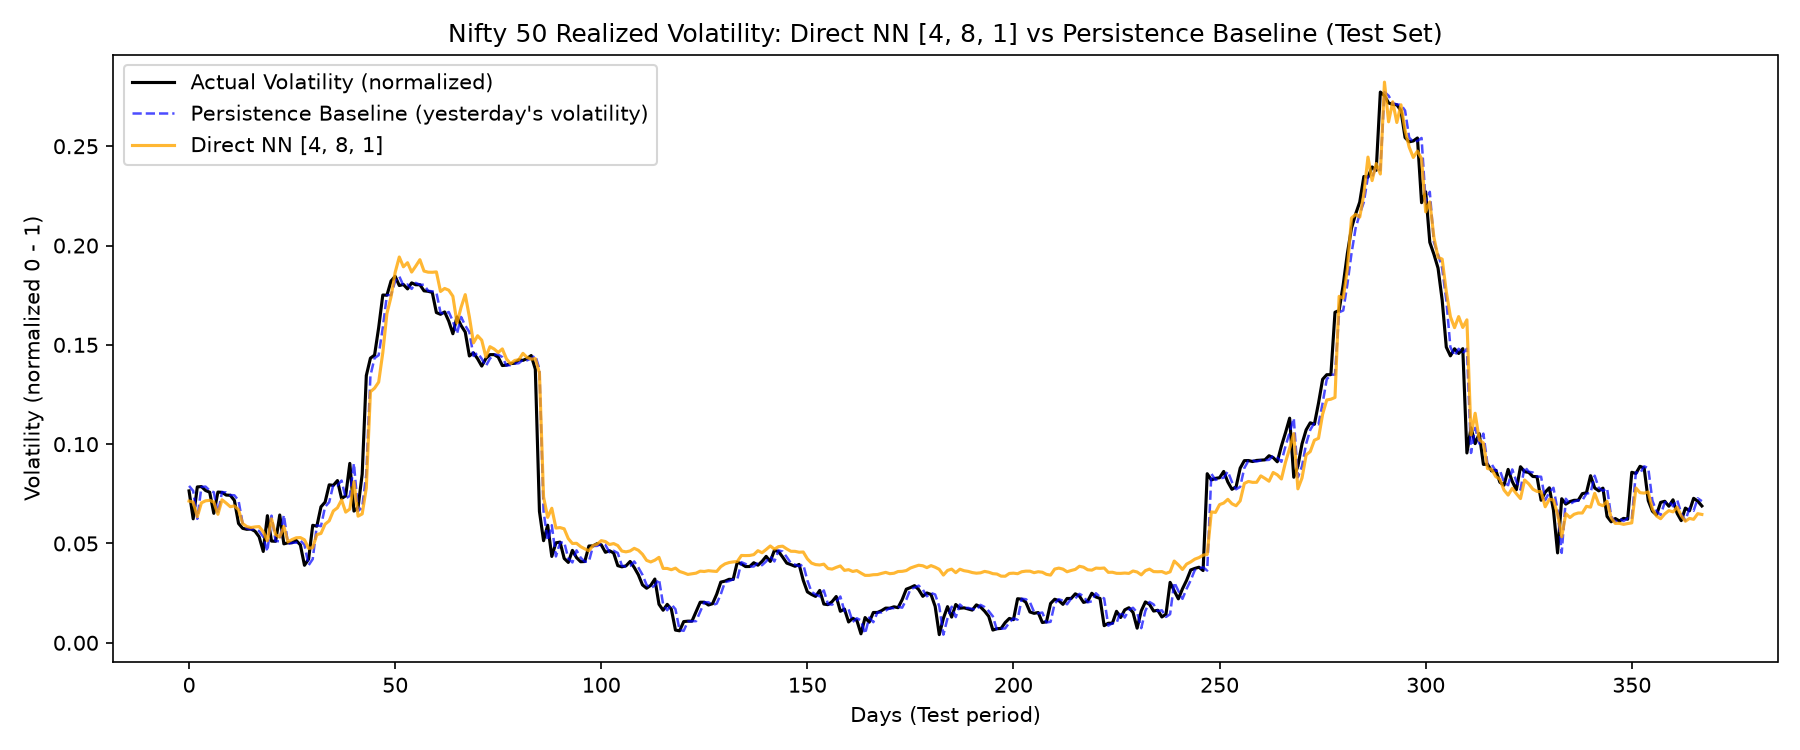 Nifty 50 Realized Volatility: Direct NN [4, 8, 1] vs Persistence Baseline (Test Set)
Actual Volatility (normalized)
Persistence Baseline (yesterday's volatility)
Direct NN [4, 8, 1]
Volatility (normalized 0 - 1)
0.25
0.20
0.15
0.10
0.05
0.00
0 50 100 150 200 250 300 350
Days (Test period)